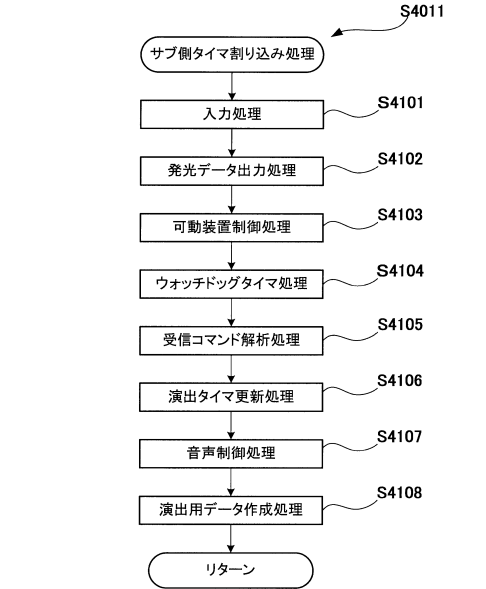 S4011
サブ側タイマ割り込み処理
入力処理
S4101
発光データ出力処理
S4102
可動装置制御処理
S4103
ウォッチドッグタイマ処理
S4104
受信コマンド解析処理
S4105
演出タイマ更新処理
S4106
音声制御処理
S4107
演出用データ作成処理
S4108
リターン